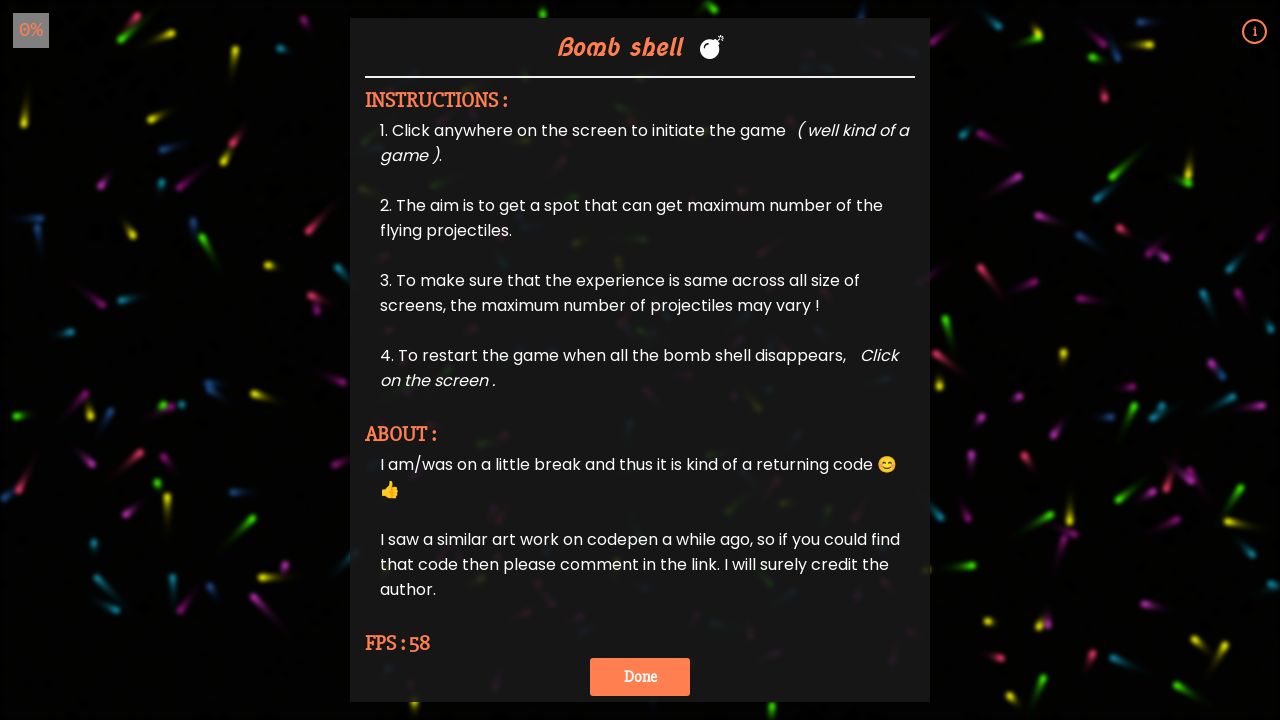 0%
i
Bomb shell 💣
INSTRUCTIONS :
1. Click anywhere on the screen to initiate the game ( well kind of a
game ).
2. The aim is to get a spot that can get maximum number of the
flying projectiles.
3. To make sure that the experience is same across all size of
screens, the maximum number of projectiles may vary !
4. To restart the game when all the bomb shell disappears, Click
on the screen .
ABOUT :
I am/was on a little break and thus it is kind of a returning code 😊
👍
I saw a similar art work on codepen a while ago, so if you could find
that code then please comment in the link. I will surely credit the
author.
FPS : 58
Done